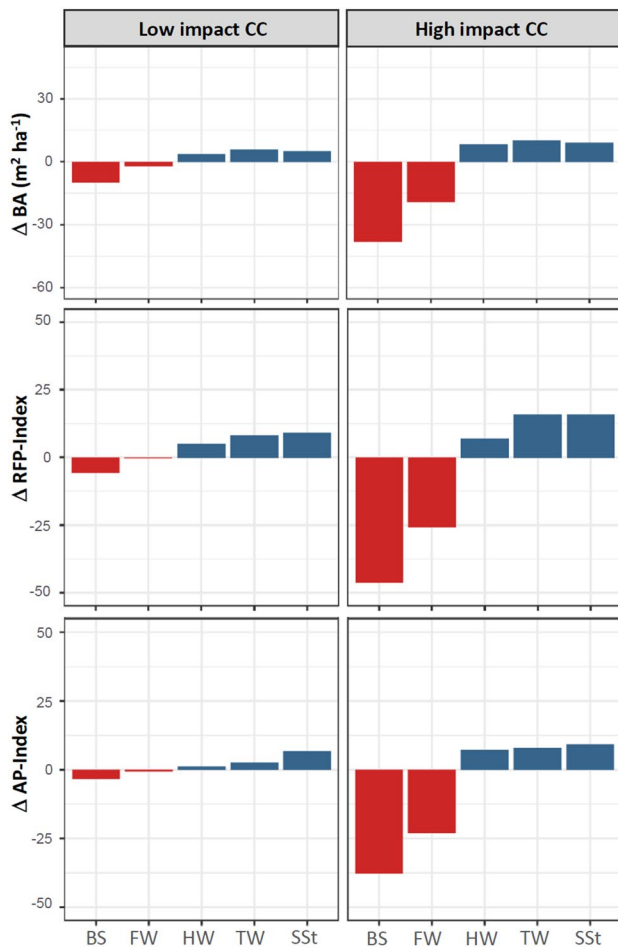 Low impact CC
High impact CC
Δ BA (m² ha⁻¹)
30
0
-30
-60
Δ RFP-Index
50
25
0
-25
-50
Δ AP-Index
50
25
0
-25
-50
BS FW HW TW SSt
BS FW HW TW SSt